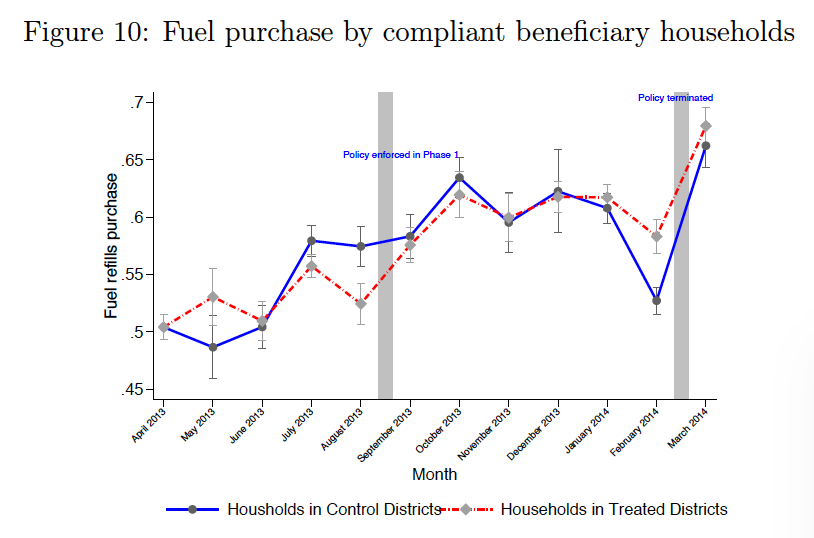 Figure 10: Fuel purchase by compliant beneficiary households
Policy terminated
Policy enforced in Phase 1
.7
.65
.6
.55
.5
.45
Fuel refills purchase
April 2013
May 2013
June 2013
July 2013
August 2013
September 2013
October 2013
November 2013
December 2013
January 2014
February 2014
March 2014
Month
Housholds in Control Districts Households in Treated Districts